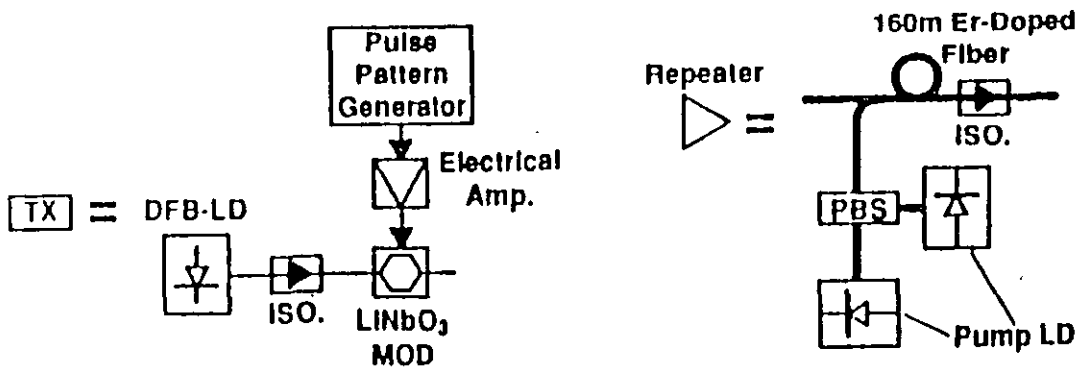 Pulse
Pattern
Generator
Electrical
Amp.
TX = DFB-LD
ISO.
LiNbO₃
MOD
160m Er-Doped
Fiber
Repeater
=
ISO.
PBS
Pump LD